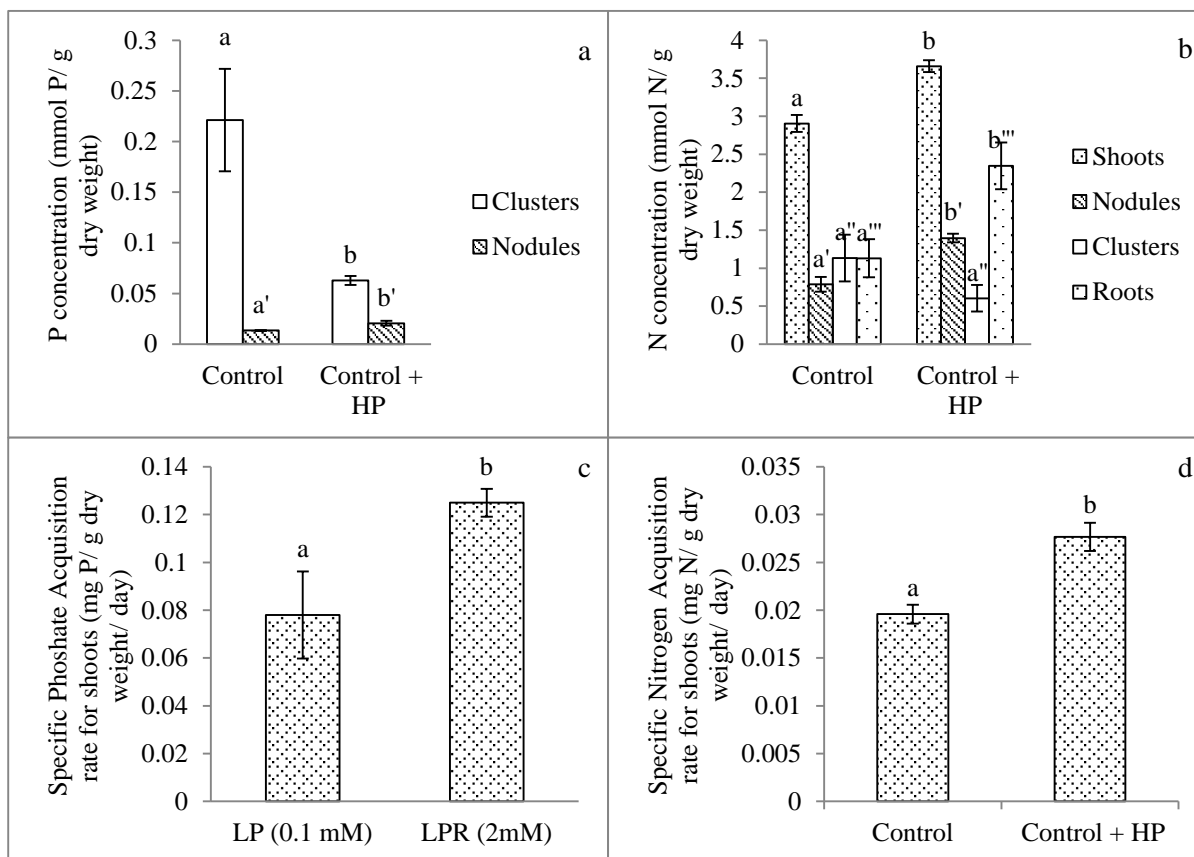 a
P concentration (mmol P/ g
dry weight)
0.3
0.25
0.2
0.15
0.1
0.05
0
a
a'
b
b'
Control
Control +
HP
Clusters
Nodules
b
N concentration (mmol N/ g
dry weight)
4
3.5
3
2.5
2
1.5
1
0.5
0
a
a'
a''
a'''
b
b'
a''
b'''
Control
Control +
HP
Shoots
Nodules
Clusters
Roots
c
Specific Phoshate Acquisition
rate for shoots (mg P/ g dry
weight/ day)
0.14
0.12
0.1
0.08
0.06
0.04
0.02
0
a
b
LP (0.1 mM)
LPR (2mM)
d
Specific Nitrogen Acquisition
rate for shoots (mg N/ g dry
weight/ day)
0.035
0.03
0.025
0.02
0.015
0.01
0.005
0
a
b
Control
Control + HP